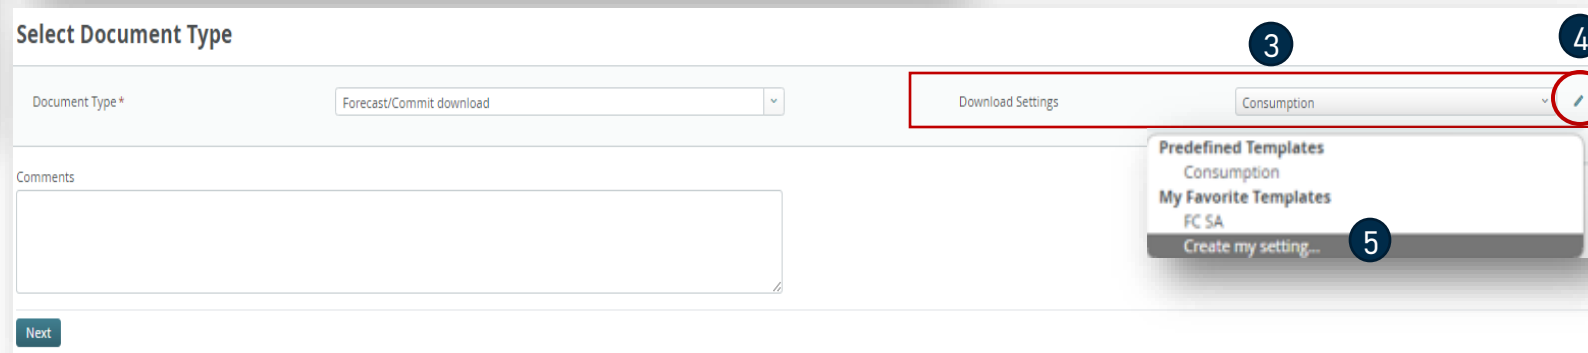 Select Document Type
3
4
Document Type *
Forecast/Commit download
Download Settings
Consumption
Predefined Templates
Consumption
My Favorite Templates
FC SA
Create my setting...
5
Comments
Next